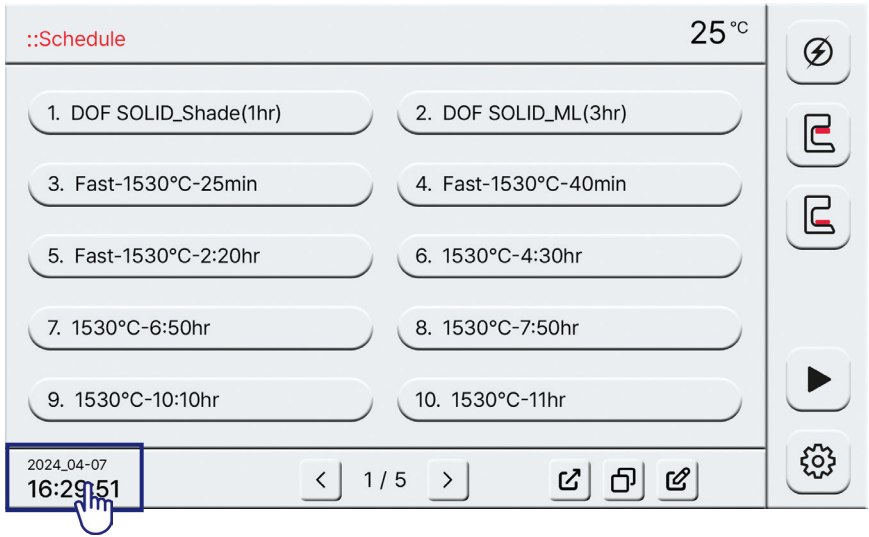 ::Schedule
25 °C
1. DOF SOLID_Shade(1hr)
2. DOF SOLID_ML(3hr)
3. Fast-1530°C-25min
4. Fast-1530°C-40min
5. Fast-1530°C-2:20hr
6. 1530°C-4:30hr
7. 1530°C-6:50hr
8. 1530°C-7:50hr
9. 1530°C-10:10hr
10. 1530°C-11hr
2024_04-07
16:29:51
< 1 / 5 >